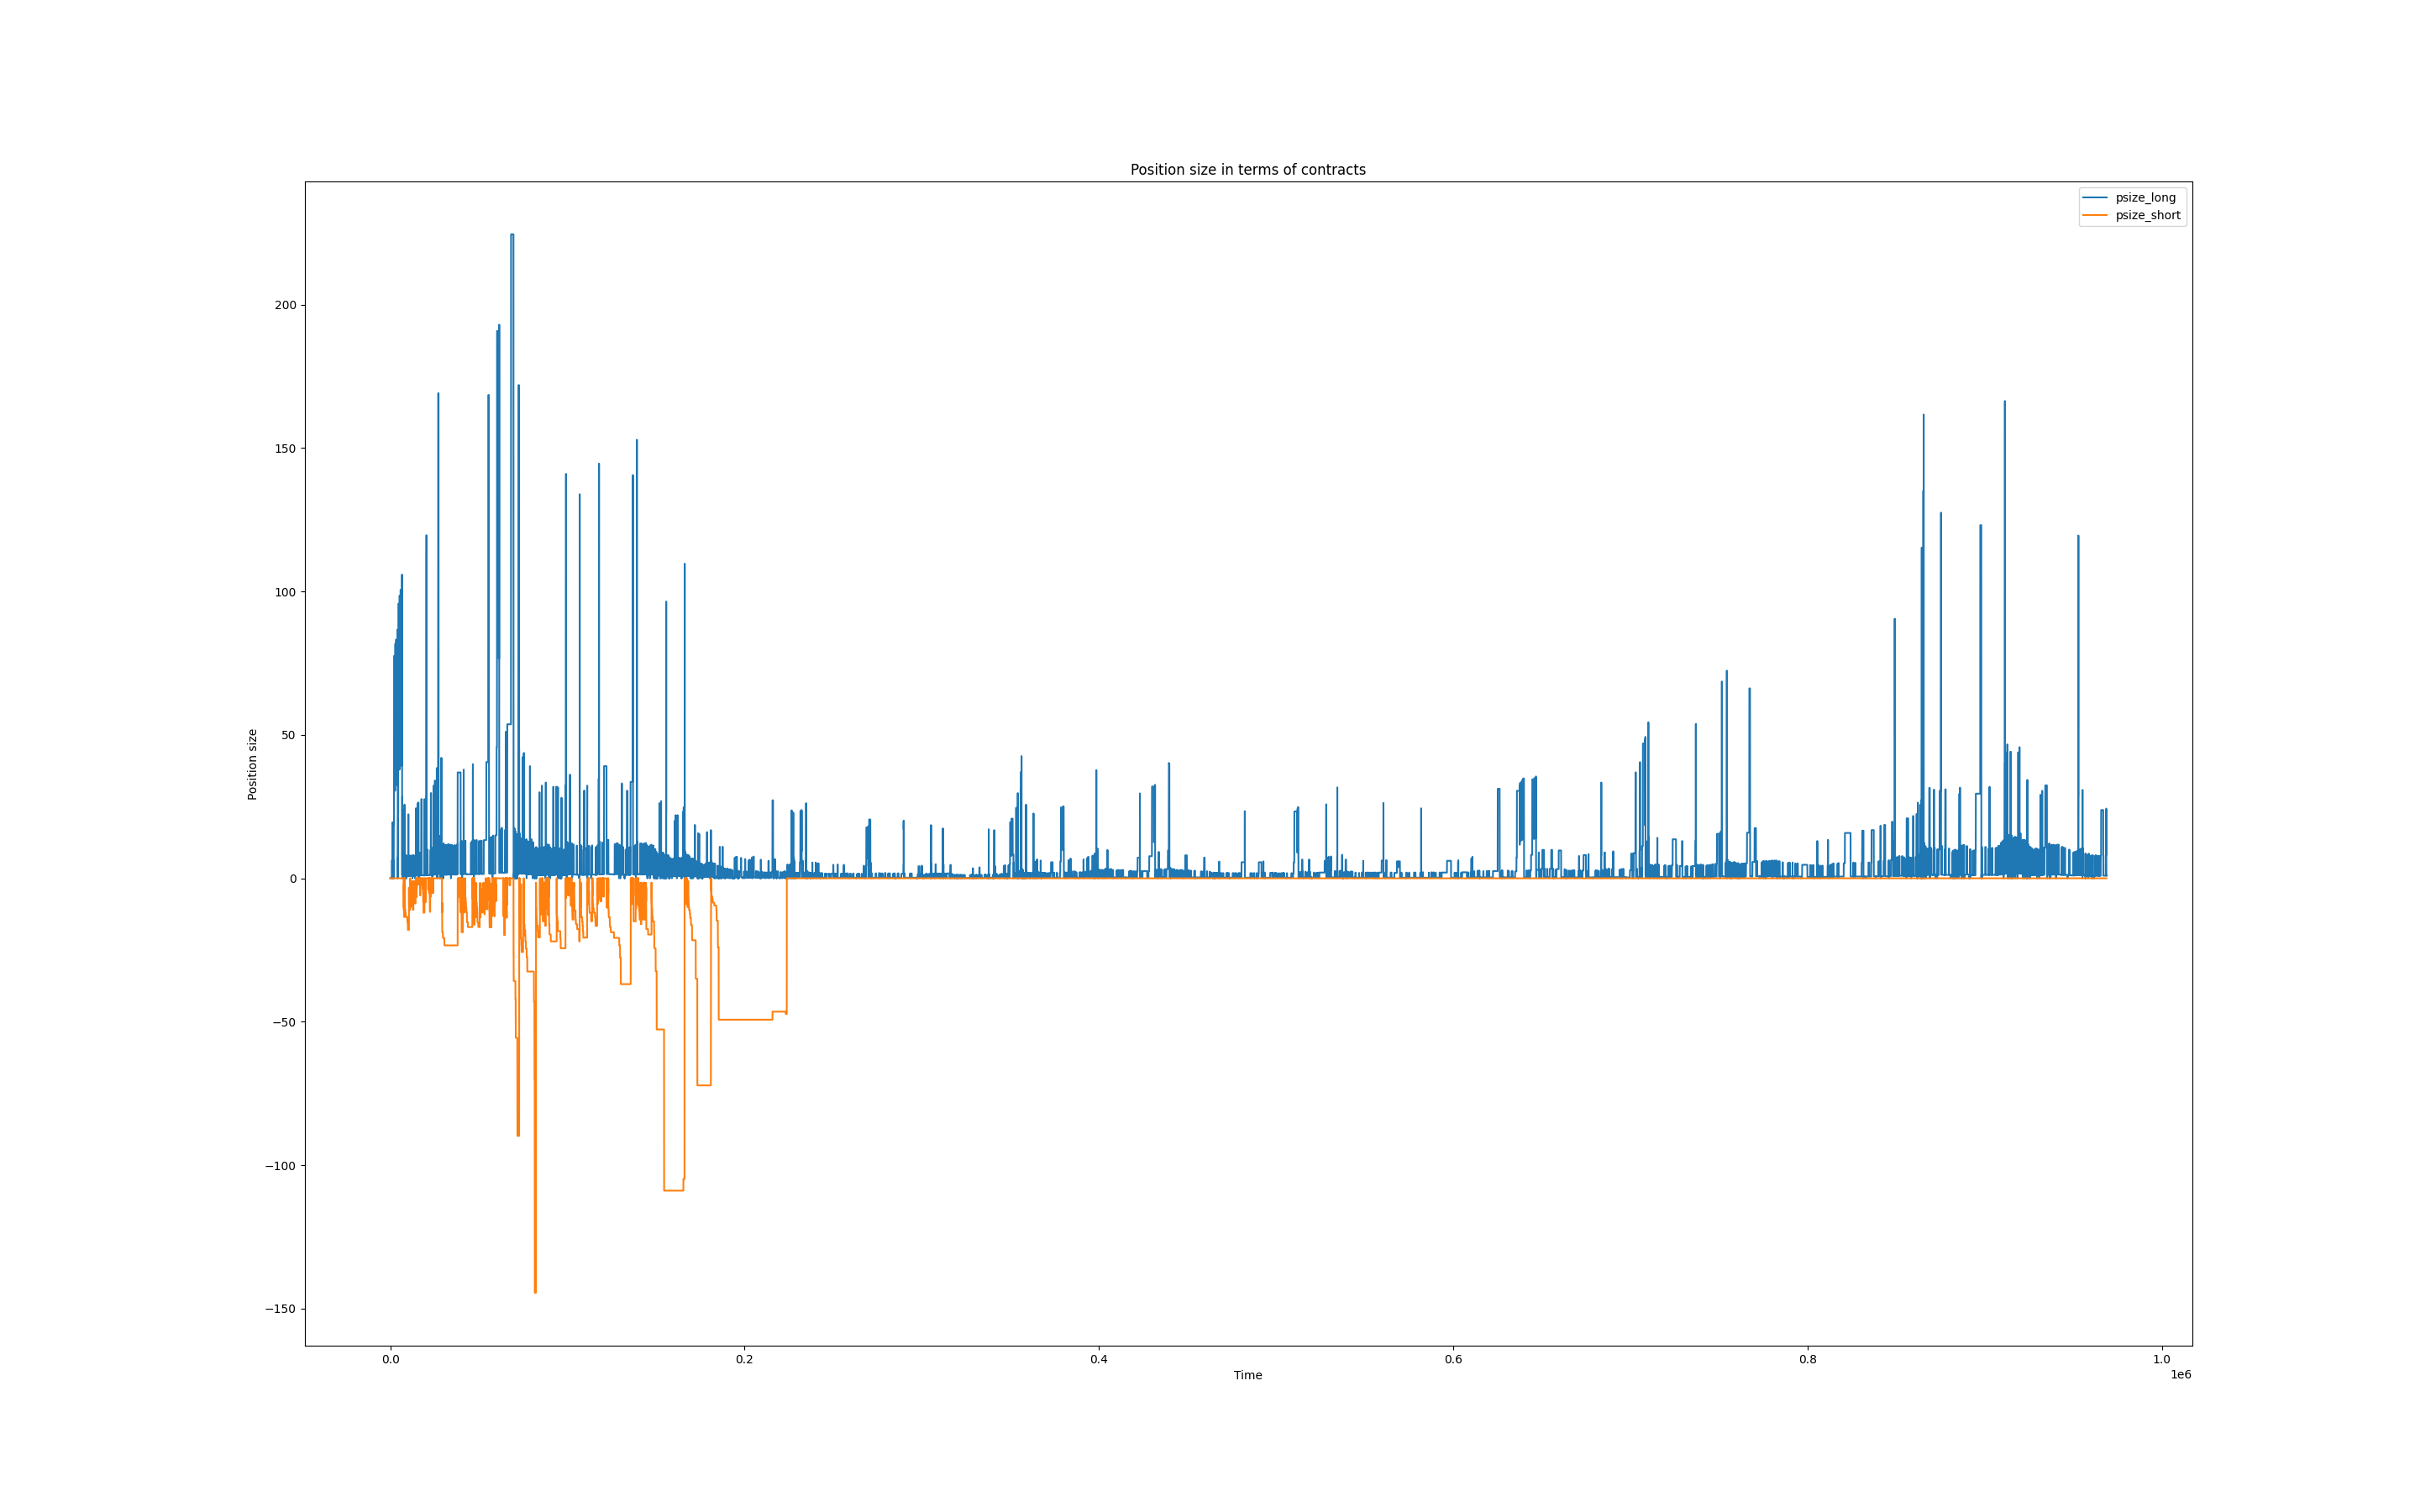 Position size in terms of contracts
psize_long
psize_short
Position size
200
150
100
50
0
−50
−100
−150
0.0
0.2
0.4
0.6
0.8
1.0
1e6
Time